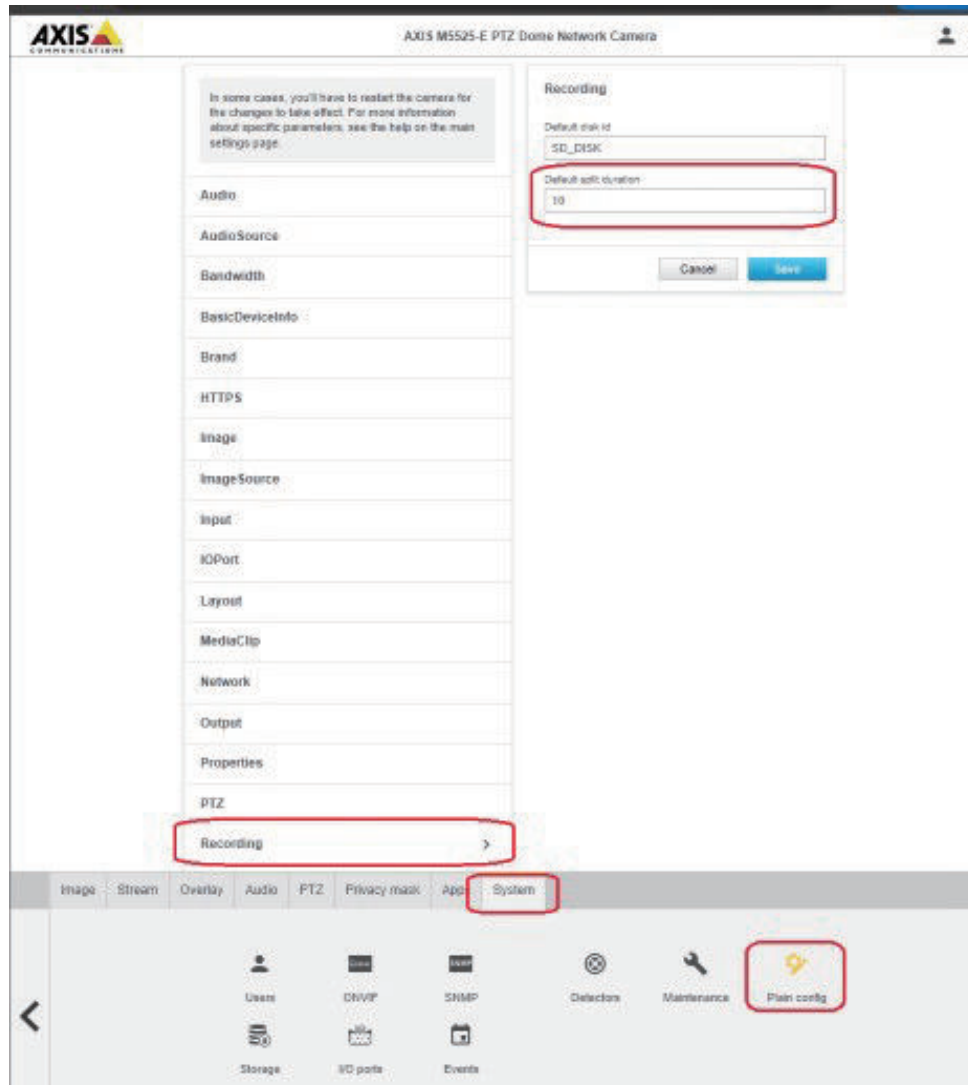 AXIS
COMMUNICATIONS
AXIS M5525-E PTZ Dome Network Camera
In some cases, you'll have to restart the camera for
the changes to take effect. For more information
about specific parameters, see the help on the main
settings page.
Audio
AudioSource
Bandwidth
BasicDeviceInfo
Brand
HTTPS
Image
ImageSource
Input
IOPort
Layout
MediaClip
Network
Output
Properties
PTZ
Recording
Recording
Default disk id
SD_DISK
Default split duration
10
Cancel
Save
Image Stream Overlay Audio PTZ Privacy mask Apps System
Users ONVIF SNMP Detectors Maintenance Plain config
Storage I/O ports Events